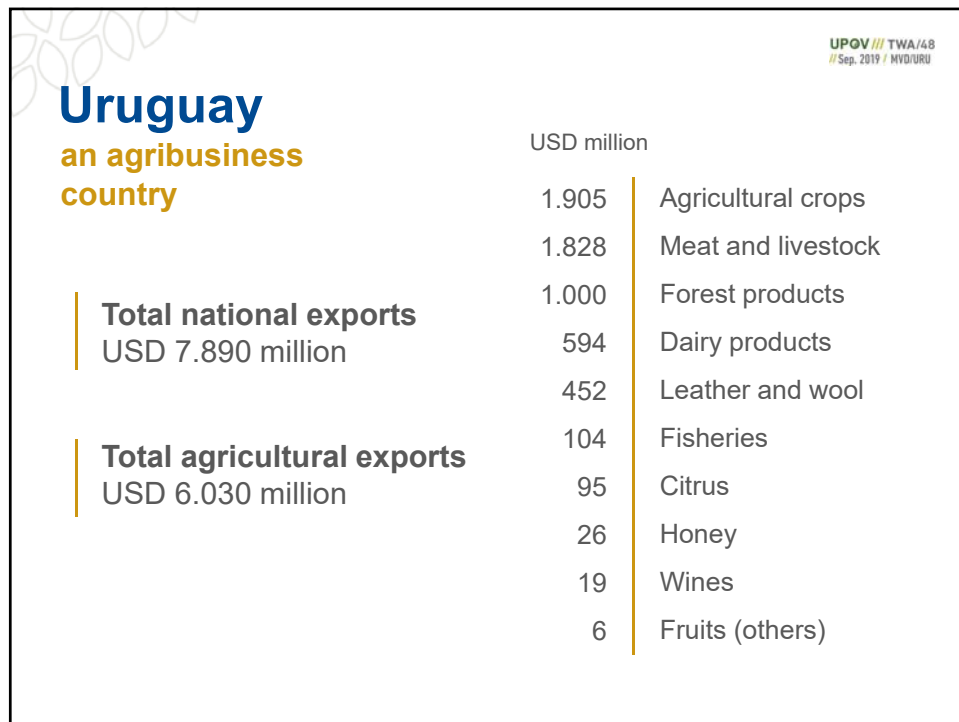 UPOV /// TWA/48
// Sep. 2019 / MVD/URU
Uruguay
an agribusiness
country
Total national exports
USD 7.890 million
Total agricultural exports
USD 6.030 million
USD million
1.905 Agricultural crops
1.828 Meat and livestock
1.000 Forest products
594 Dairy products
452 Leather and wool
104 Fisheries
95 Citrus
26 Honey
19 Wines
6 Fruits (others)